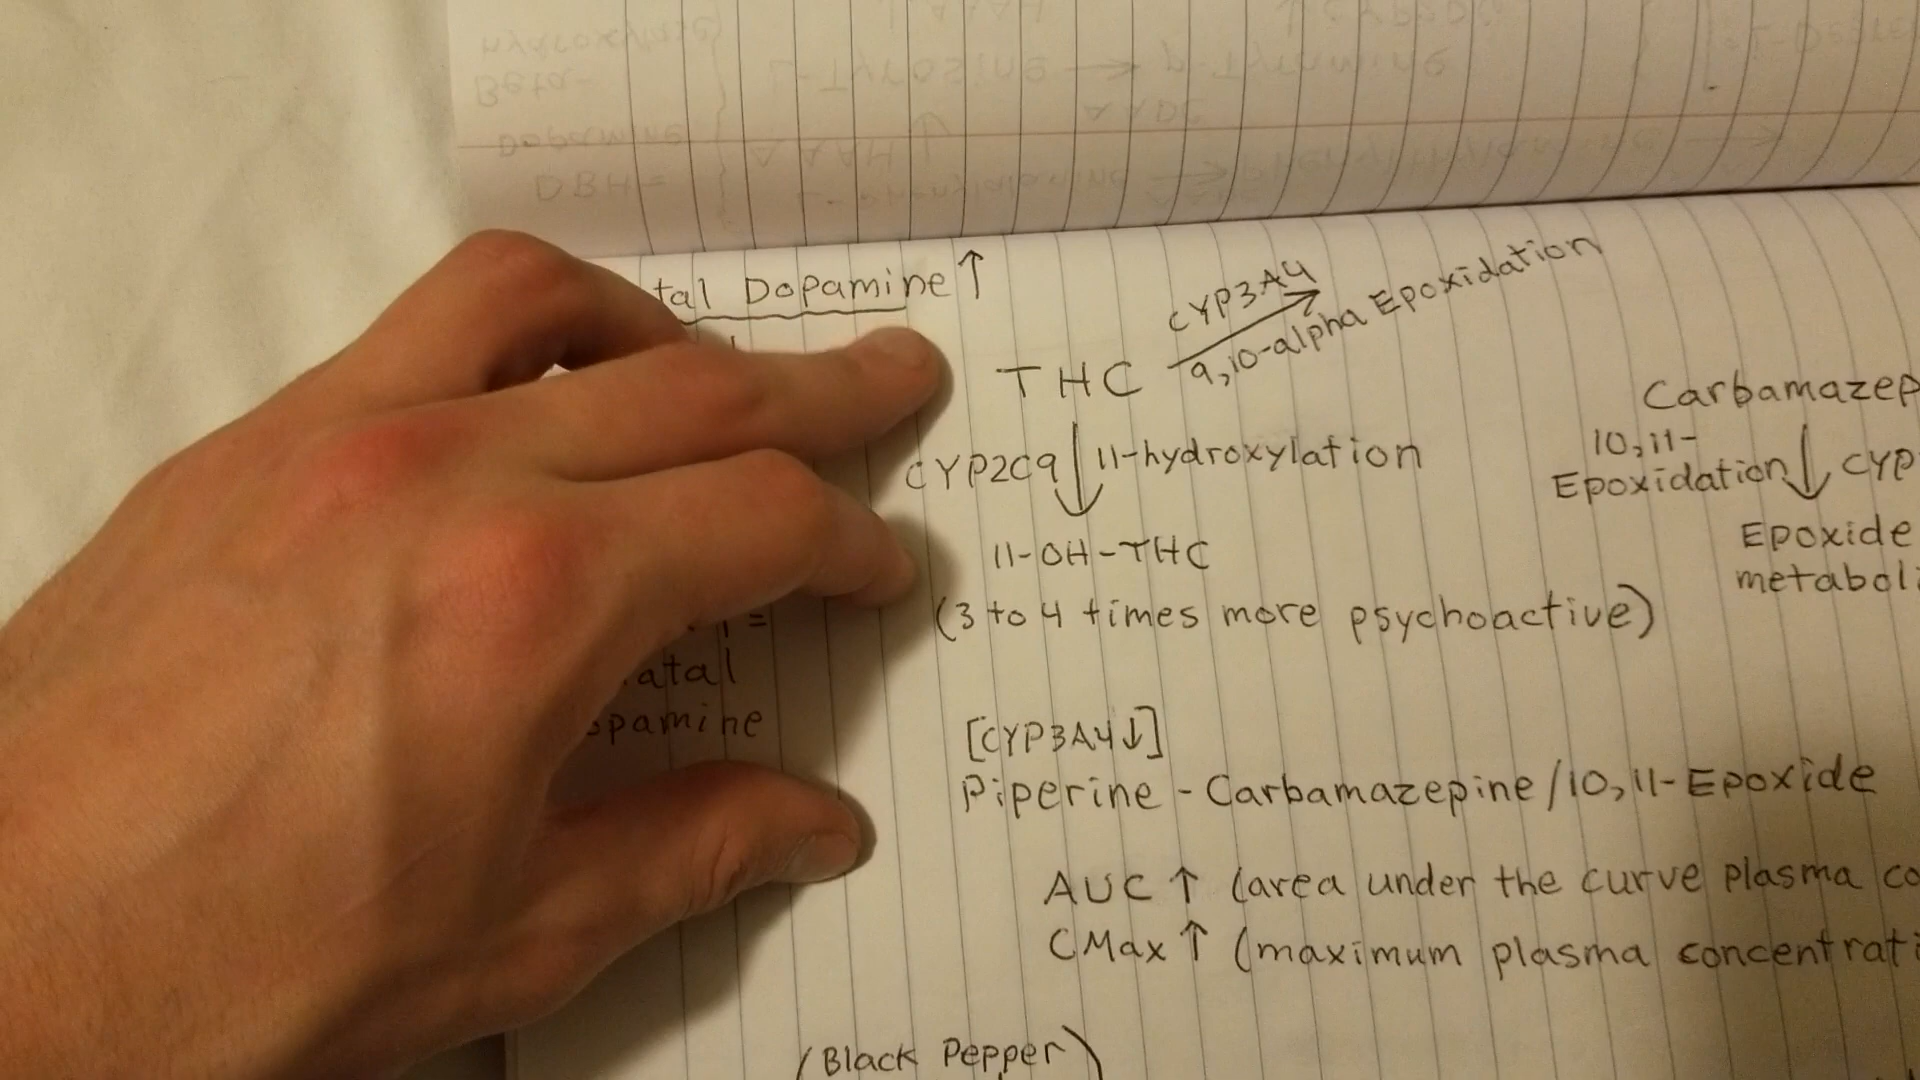 tal Dopamine ↑
CYP3A4
9,10-alpha Epoxidation
THC
CYP2C9 ↓ 11-hydroxylation
11-OH-THC
(3 to 4 times more psychoactive)
Carbamazep
10,11-
Epoxidation ↓ CYP
Epoxide
metaboli
=
atal
pamine
[CYP3A4↓]
Piperine - Carbamazepine/10,11-Epoxide
AUC ↑ (area under the curve plasma co
CMax ↑ (maximum plasma concentrati
(Black Pepper)